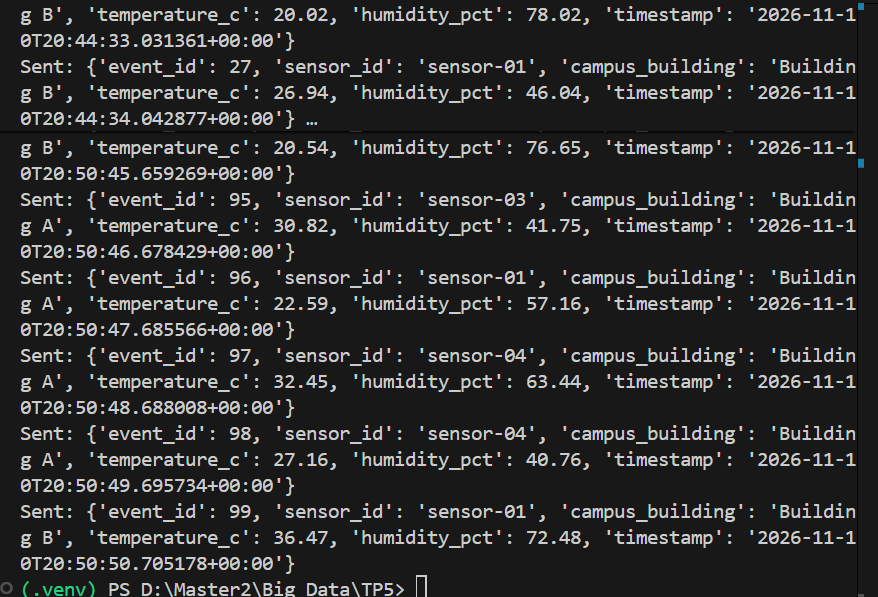 g B', 'temperature_c': 20.02, 'humidity_pct': 78.02, 'timestamp': '2026-11-1
0T20:44:33.031361+00:00'}
Sent: {'event_id': 27, 'sensor_id': 'sensor-01', 'campus_building': 'Buildin
g B', 'temperature_c': 26.94, 'humidity_pct': 46.04, 'timestamp': '2026-11-1
0T20:44:34.042877+00:00'} …
g B', 'temperature_c': 20.54, 'humidity_pct': 76.65, 'timestamp': '2026-11-1
0T20:50:45.659269+00:00'}
Sent: {'event_id': 95, 'sensor_id': 'sensor-03', 'campus_building': 'Buildin
g A', 'temperature_c': 30.82, 'humidity_pct': 41.75, 'timestamp': '2026-11-1
0T20:50:46.678429+00:00'}
Sent: {'event_id': 96, 'sensor_id': 'sensor-01', 'campus_building': 'Buildin
g A', 'temperature_c': 22.59, 'humidity_pct': 57.16, 'timestamp': '2026-11-1
0T20:50:47.685566+00:00'}
Sent: {'event_id': 97, 'sensor_id': 'sensor-04', 'campus_building': 'Buildin
g A', 'temperature_c': 32.45, 'humidity_pct': 63.44, 'timestamp': '2026-11-1
0T20:50:48.688008+00:00'}
Sent: {'event_id': 98, 'sensor_id': 'sensor-04', 'campus_building': 'Buildin
g A', 'temperature_c': 27.16, 'humidity_pct': 40.76, 'timestamp': '2026-11-1
0T20:50:49.695734+00:00'}
Sent: {'event_id': 99, 'sensor_id': 'sensor-01', 'campus_building': 'Buildin
g B', 'temperature_c': 36.47, 'humidity_pct': 72.48, 'timestamp': '2026-11-1
0T20:50:50.705178+00:00'}
(.venv) PS D:\Master2\Big Data\TP5>